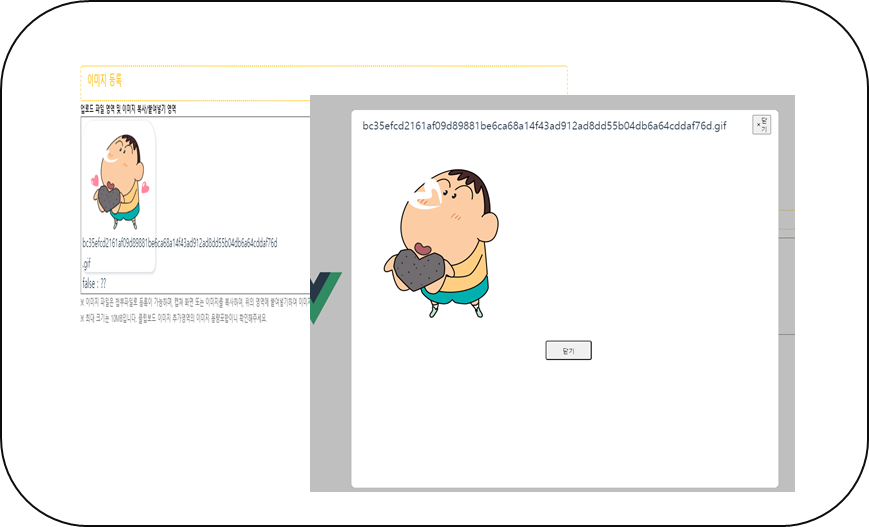 이미지 등록
업로드 파일 영역 및 이미지 복사/붙여넣기 영역
bc35efcd2161af09d89881be6ca68a14f43ad912ad8dd55b04db6a64cddaf76d
.gif
false : ??
※ 이미지 파일은 첨부파일로 등록이 가능하며, 캡쳐 화면 또는 이미지를 복사하여, 위의 영역에 붙여넣기하여 이미지
※ 최대 크기는 10MB입니다. 클립보드 이미지 추가영역의 이미지 용량포함이니 확인해주세요.
bc35efcd2161af09d89881be6ca68a14f43ad912ad8dd55b04db6a64cddaf76d.gif
×닫
기
닫기